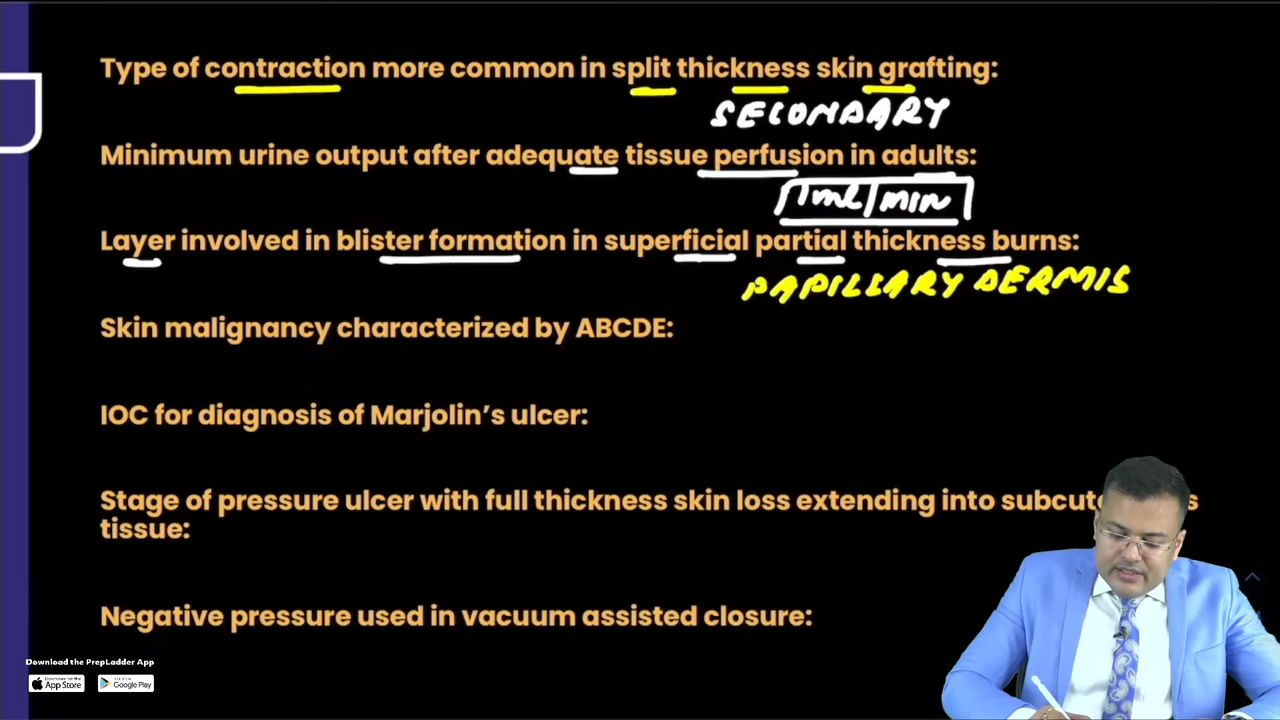 Type of contraction more common in split thickness skin grafting:
SECONDARY
Minimum urine output after adequate tissue perfusion in adults:
1ml/min
Layer involved in blister formation in superficial partial thickness burns:
PAPILLARY DERMIS
Skin malignancy characterized by ABCDE:
IOC for diagnosis of Marjolin's ulcer:
Stage of pressure ulcer with full thickness skin loss extending into
tissue:
Negative pressure used in vacuum assisted closure:
Download the PrepLadder App
App Store
Google Play